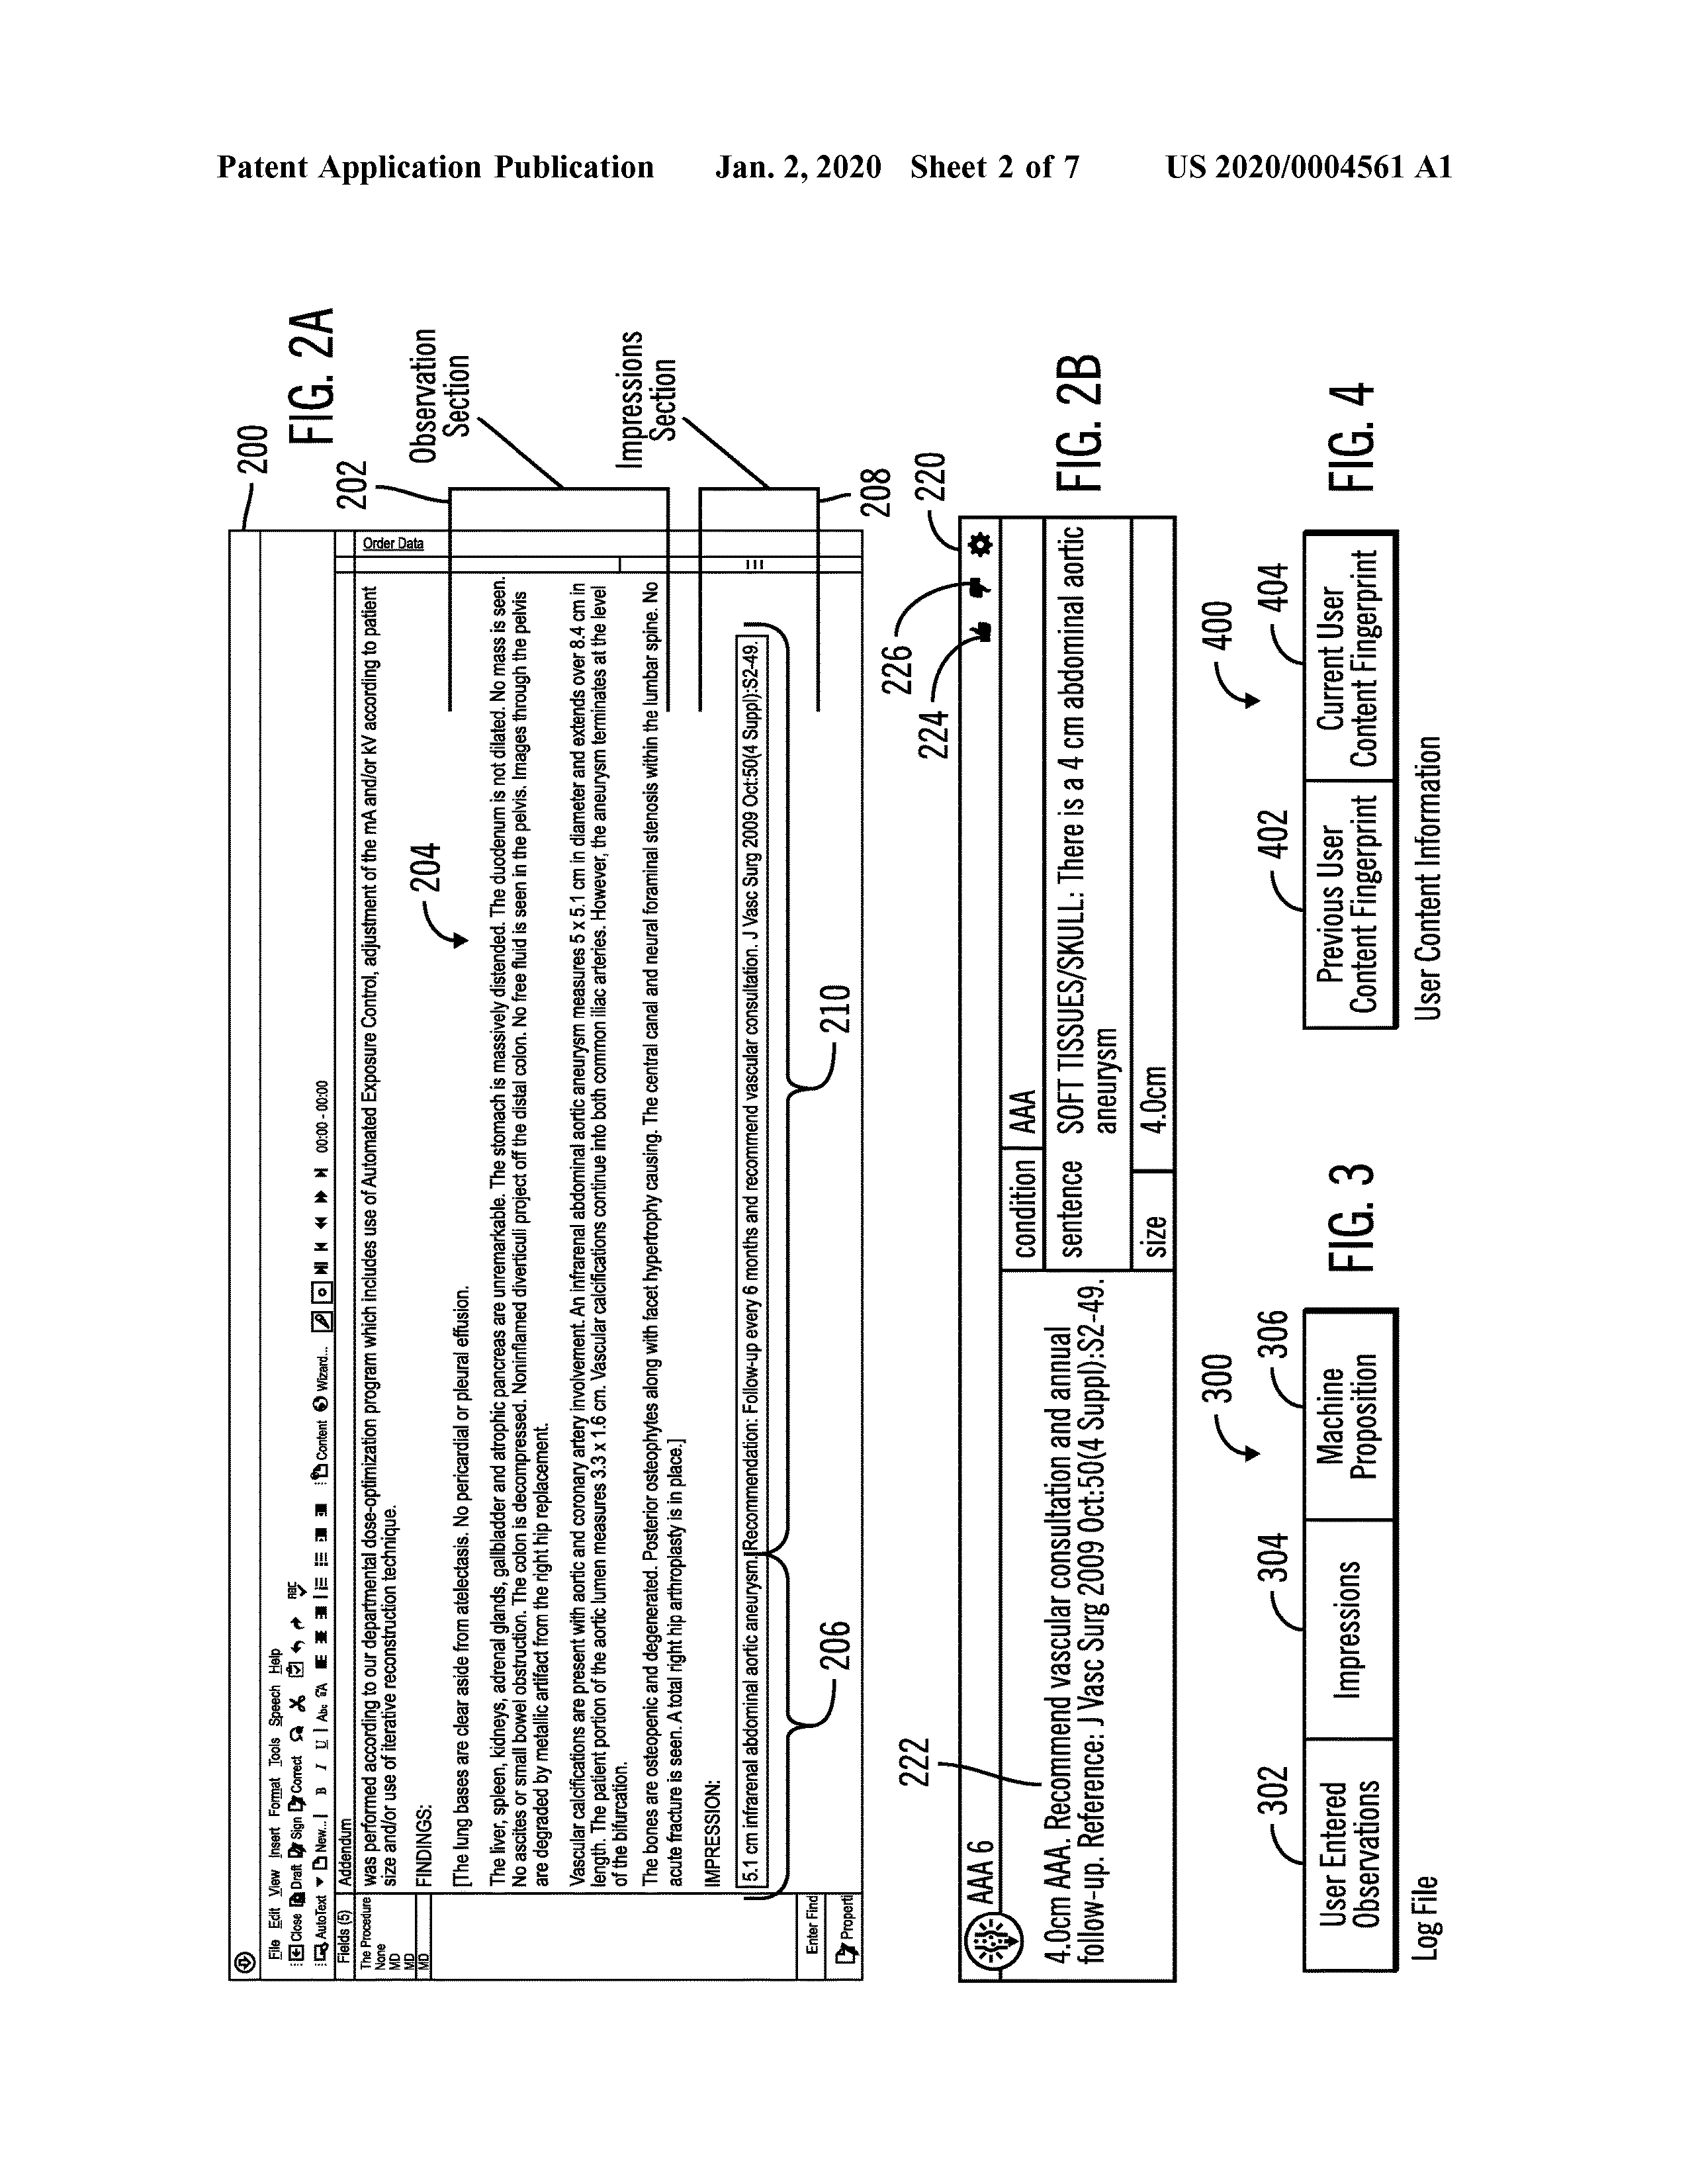 Patent Application Publication Jan. 2, 2020 Sheet 2 of 7 US 2020/0004561 A1
FIG. 2A
200
File Edit View Insert Format Tools Speech Help
Close Draft Sign Correct ABC
AutoText New... B I U Abc Content Wizard... 00:00 - 00:00
Fields (5) Addendum
The Procedure
None
MD
MD
MD
Order Data
was performed according to our departmental dose-optimization program which includes use of Automated Exposure Control, adjustment of the mA and/or kV according to patient
size and/or use of iterative reconstruction technique.
FINDINGS:
[The lung bases are clear aside from atelectasis. No pericardial or pleural effusion.
The liver, spleen, kidneys, adrenal glands, gallbladder and atrophic pancreas are unremarkable. The stomach is massively distended. The duodenum is not dilated. No mass is seen.
No ascites or small bowel obstruction. The colon is decompressed. Noninflamed diverticuli project off the distal colon. No free fluid is seen in the pelvis. Images through the pelvis
are degraded by metallic artifact from the right hip replacement.
Vascular calcifications are present with aortic and coronary artery involvement. An infrarenal abdominal aortic aneurysm measures 5 x 5.1 cm in diameter and extends over 8.4 cm in
length. The patient portion of the aortic lumen measures 3.3 x 1.6 cm. Vascular calcifications continue into both common iliac arteries. However, the aneurysm terminates at the level
of the bifurcation.
The bones are osteopenic and degenerated. Posterior osteophytes along with facet hypertrophy causing. The central canal and neural foraminal stenosis within the lumbar spine. No
acute fracture is seen. A total right hip arthroplasty is in place.]
IMPRESSION:
5.1 cm infrarenal abdominal aortic aneurysm. Recommendation: Follow-up every 6 months and recommend vascular consultation. J Vasc Surg 2009 Oct:50(4 Suppl):S2-49.
Enter Find
Properti
202
Observation
Section
204
Impressions
Section
208
206
210
FIG. 2B
220
226
224
222
AAA 6
4.0cm AAA. Recommend vascular consultation and annual
follow-up. Reference: J Vasc Surg 2009 Oct:50(4 Suppl):S2-49.
condition AAA
sentence SOFT TISSUES/SKULL: There is a 4 cm abdominal aortic
aneurysm
size 4.0cm
FIG. 3
300
302
304
306
User Entered
Observations
Impressions
Machine
Proposition
Log File
FIG. 4
400
402
404
Previous User
Content Fingerprint
Current User
Content Fingerprint
User Content Information